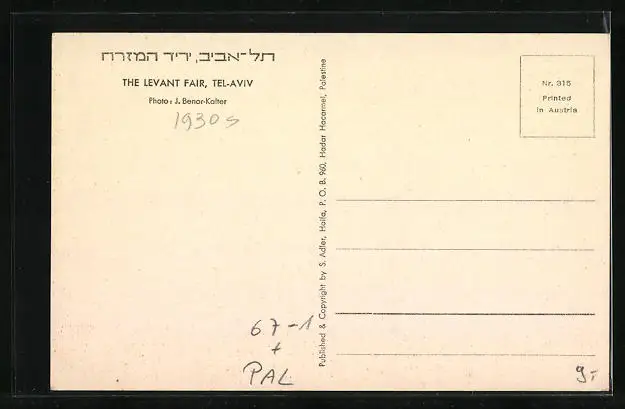 תל-אביב, יריד המזרח
THE LEVANT FAIR, TEL-AVIV
Photo: J. Benor-Kalter
1930s
Published & Copyright by S. Adler, Haifa, P. O. B. 960, Hadar Hacarmel, Palestine
Nr. 315
Printed
in Austria
67-1
+
PAL
9,-